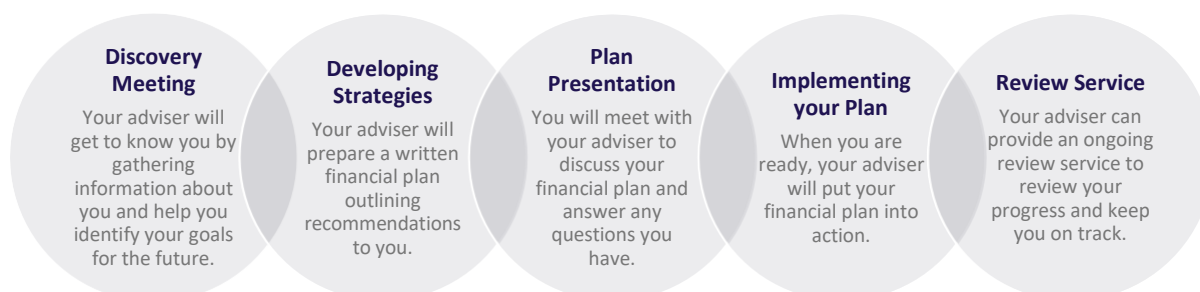 Discovery
Meeting
Your adviser will
get to know you by
gathering
information about
you and help you
identify your goals
for the future.
Developing
Strategies
Your adviser will
prepare a written
financial plan
outlining
recommendations
to you.
Plan
Presentation
You will meet with
your adviser to
discuss your
financial plan and
answer any
questions you
have.
Implementing
your Plan
When you are
ready, your adviser
will put your
financial plan into
action.
Review Service
Your adviser can
provide an ongoing
review service to
review your
progress and keep
you on track.